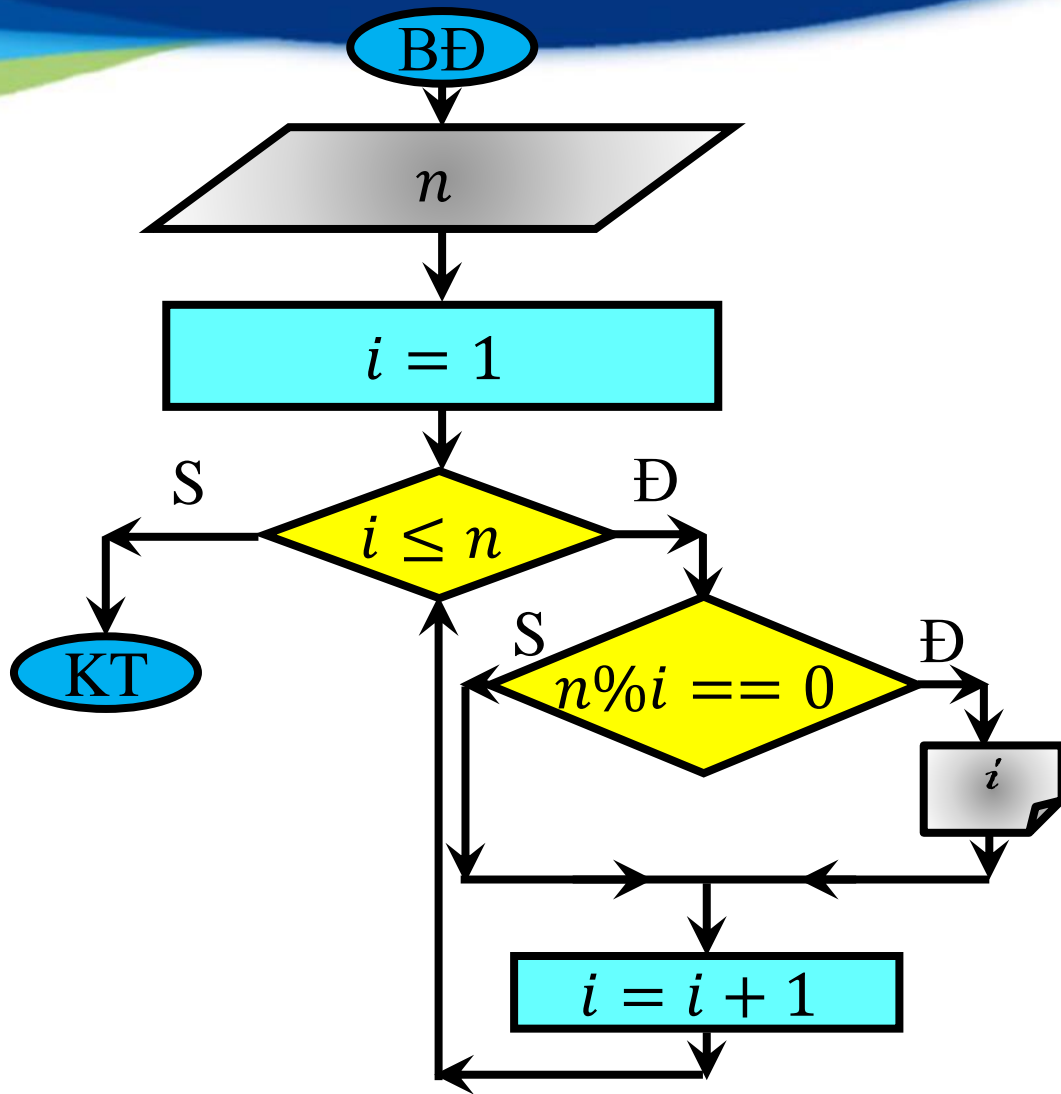 BĐ
n
i = 1
S
Đ
i ≤ n
KT
S
Đ
n%i == 0
i
i = i + 1